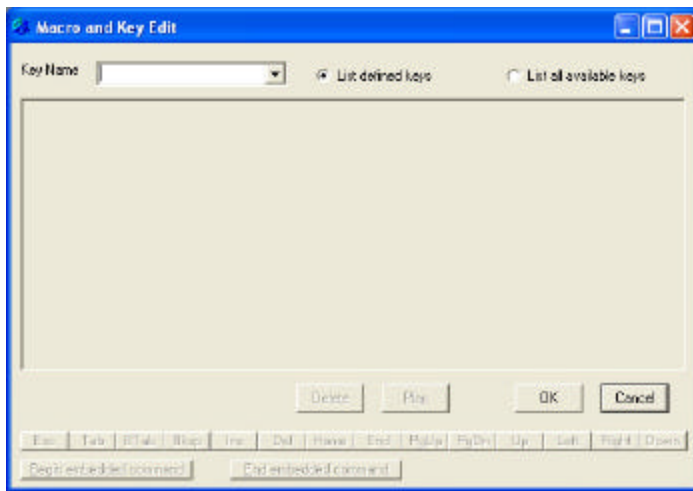 Macro and Key Edit
Key Name List defined keys List all available keys
Delete Play OK Cancel
Esc Tab BTab Bksp Ins Del Home End PgUp PgDn Up Left Right Down
Begin embedded command End embedded command